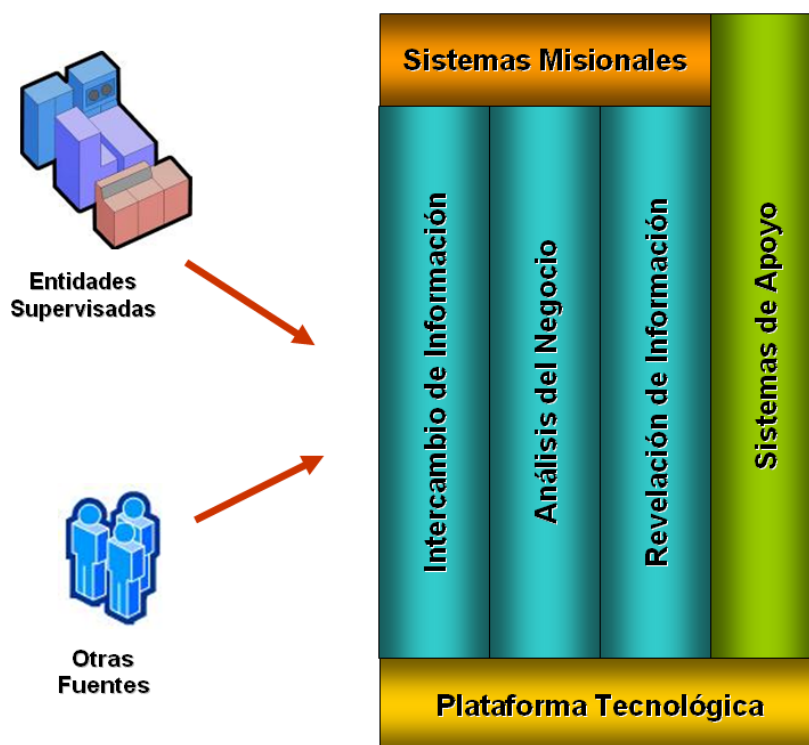 Sistemas Misionales
Entidades
Supervisadas
Otras
Fuentes
Intercambio de Información
Análisis del Negocio
Revelación de Información
Sistemas de Apoyo
Plataforma Tecnológica